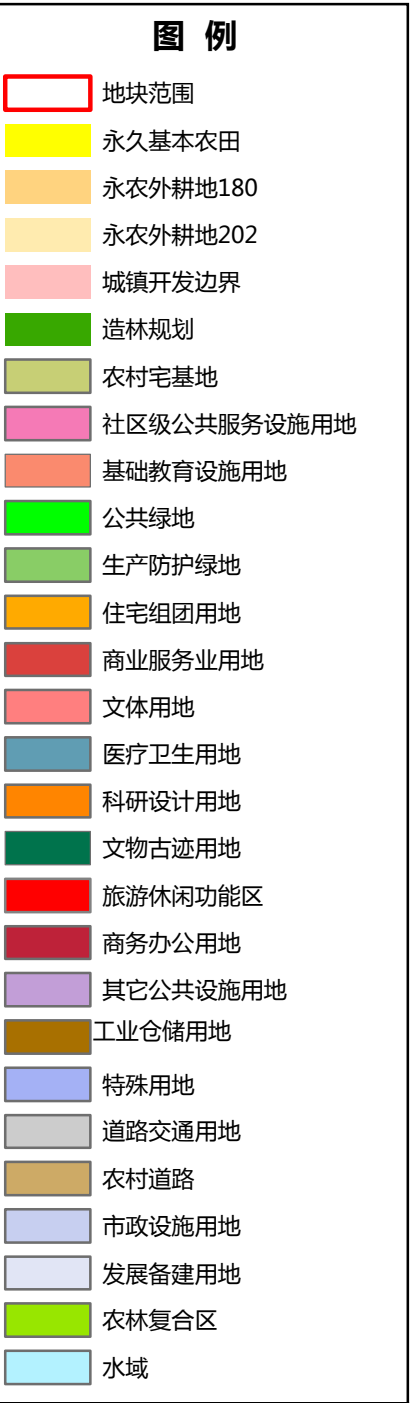 图 例
地块范围
永久基本农田
永农外耕地180
永农外耕地202
城镇开发边界
造林规划
农村宅基地
社区级公共服务设施用地
基础教育设施用地
公共绿地
生产防护绿地
住宅组团用地
商业服务业用地
文体用地
医疗卫生用地
科研设计用地
文物古迹用地
旅游休闲功能区
商务办公用地
其它公共设施用地
工业仓储用地
特殊用地
道路交通用地
农村道路
市政设施用地
发展备建用地
农林复合区
水域